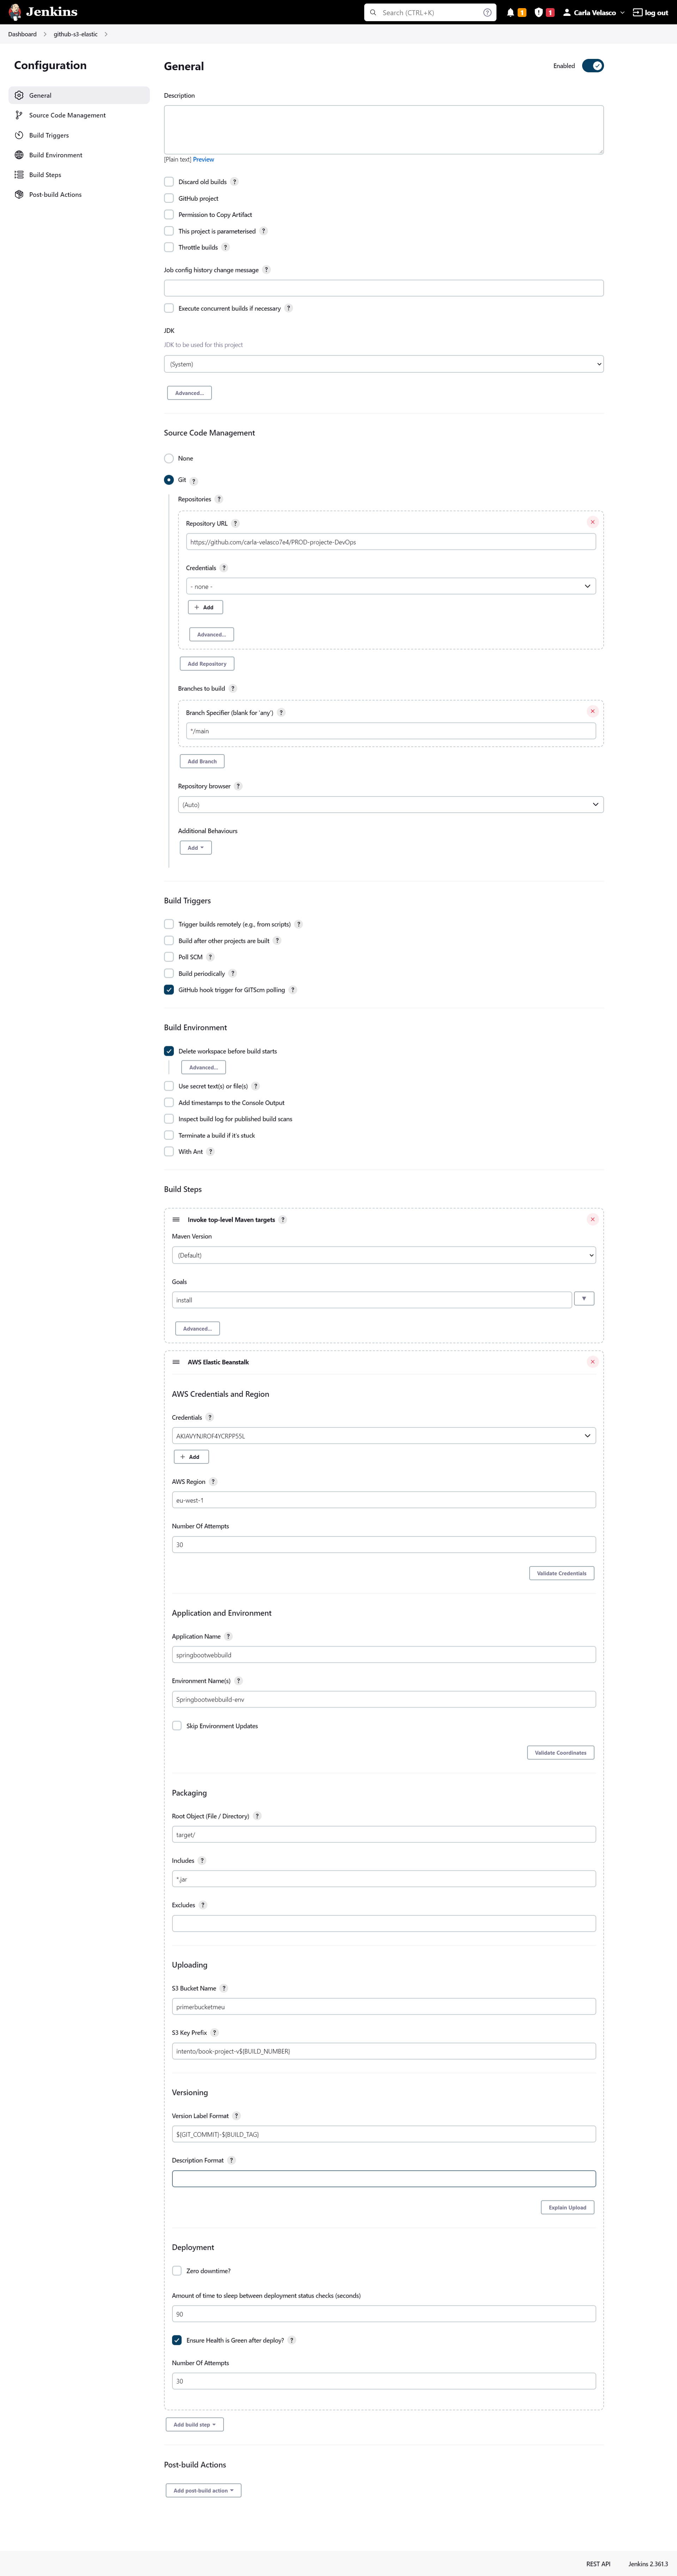 Jenkins
Search (CTRL+K)
1
1
Carla Velasco
log out
Dashboard
github-s3-elastic
Configuration
General
Source Code Management
Build Triggers
Build Environment
Build Steps
Post-build Actions
General
Enabled
Description
[Plain text] Preview
Discard old builds ?
GitHub project
Permission to Copy Artifact
This project is parameterised ?
Throttle builds ?
Job config history change message ?
Execute concurrent builds if necessary ?
JDK
JDK to be used for this project
(System)
Advanced...
Source Code Management
None
Git ?
Repositories ?
Repository URL ?
https://github.com/carla-velasco7e4/PROD-projecte-DevOps
Credentials ?
- none -
+ Add
Advanced...
Add Repository
Branches to build ?
Branch Specifier (blank for 'any') ?
*/main
Add Branch
Repository browser ?
(Auto)
Additional Behaviours
Add
Build Triggers
Trigger builds remotely (e.g., from scripts) ?
Build after other projects are built ?
Poll SCM ?
Build periodically ?
GitHub hook trigger for GITScm polling ?
Build Environment
Delete workspace before build starts
Advanced...
Use secret text(s) or file(s) ?
Add timestamps to the Console Output
Inspect build log for published build scans
Terminate a build if it's stuck
With Ant ?
Build Steps
Invoke top-level Maven targets ?
Maven Version
(Default)
Goals
install
Advanced...
AWS Elastic Beanstalk
AWS Credentials and Region
Credentials ?
AKIAVYNJROF4YCRPP55L
+ Add
AWS Region ?
eu-west-1
Number Of Attempts
30
Validate Credentials
Application and Environment
Application Name ?
springbootwebbuild
Environment Name(s) ?
Springbootwebbuild-env
Skip Environment Updates
Validate Coordinates
Packaging
Root Object (File / Directory) ?
target/
Includes ?
*.jar
Excludes ?
Uploading
S3 Bucket Name ?
primerbucketmeu
S3 Key Prefix ?
intento/book-project-v${BUILD_NUMBER}
Versioning
Version Label Format ?
${GIT_COMMIT}-${BUILD_TAG}
Description Format ?
Explain Upload
Deployment
Zero downtime?
Amount of time to sleep between deployment status checks (seconds)
90
Ensure Health is Green after deploy? ?
Number Of Attempts
30
Add build step
Post-build Actions
Add post-build action
REST API
Jenkins 2.361.3